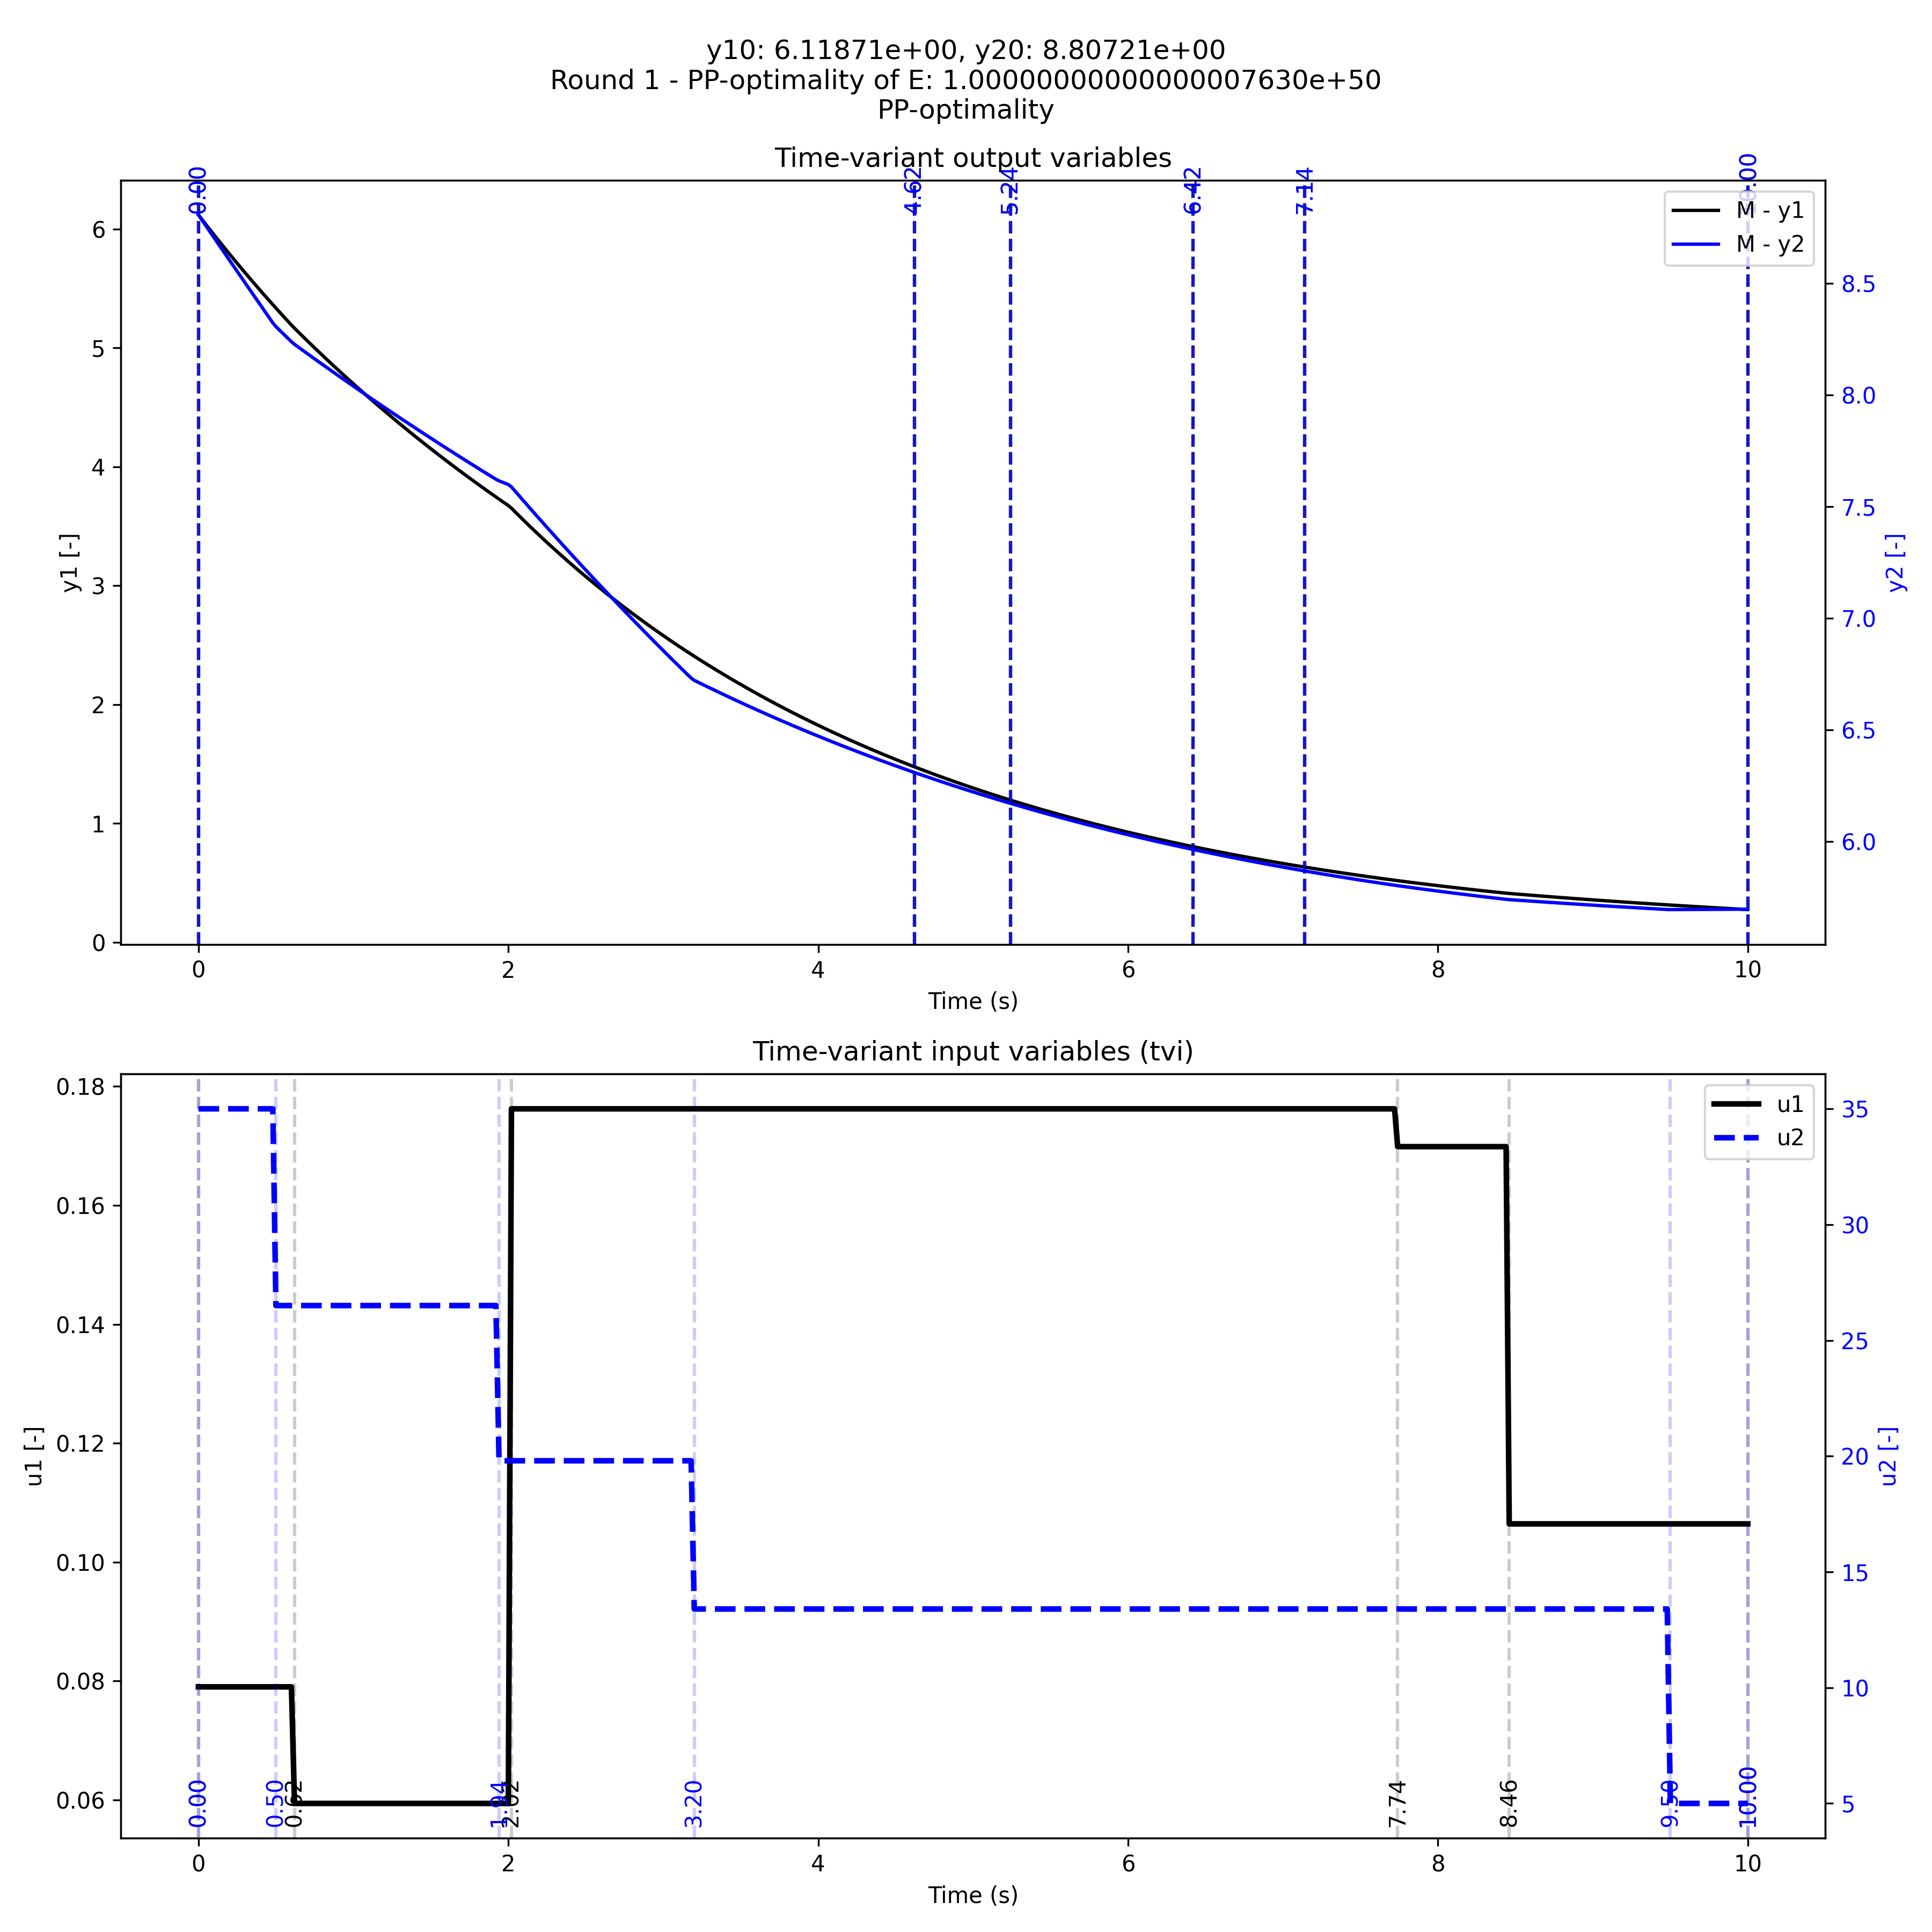 y10: 6.11871e+00, y20: 8.80721e+00
Round 1 - PP-optimality of E: 1.00000000000000007630e+50
PP-optimality
Time-variant output variables
0.00
4.62
5.24
6.42
7.14
10.00
M - y1
M - y2
6
5
4
3
2
1
0
y1 [-]
8.5
8.0
7.5
7.0
6.5
6.0
y2 [-]
0 2 4 6 8 10
Time (s)
Time-variant input variables (tvi)
u1
u2
0.18
0.16
0.14
0.12
0.10
0.08
0.06
u1 [-]
35
30
25
20
15
10
5
u2 [-]
0.00
0.50
0.62
1.94
2.02
3.20
7.74
8.46
9.50
10.00
0 2 4 6 8 10
Time (s)